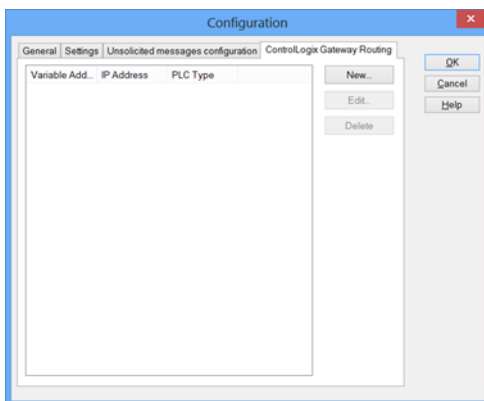 Configuration
General Settings Unsolicited messages configuration ControlLogix Gateway Routing
Variable Add... IP Address PLC Type
New...
Edit...
Delete
OK
Cancel
Help